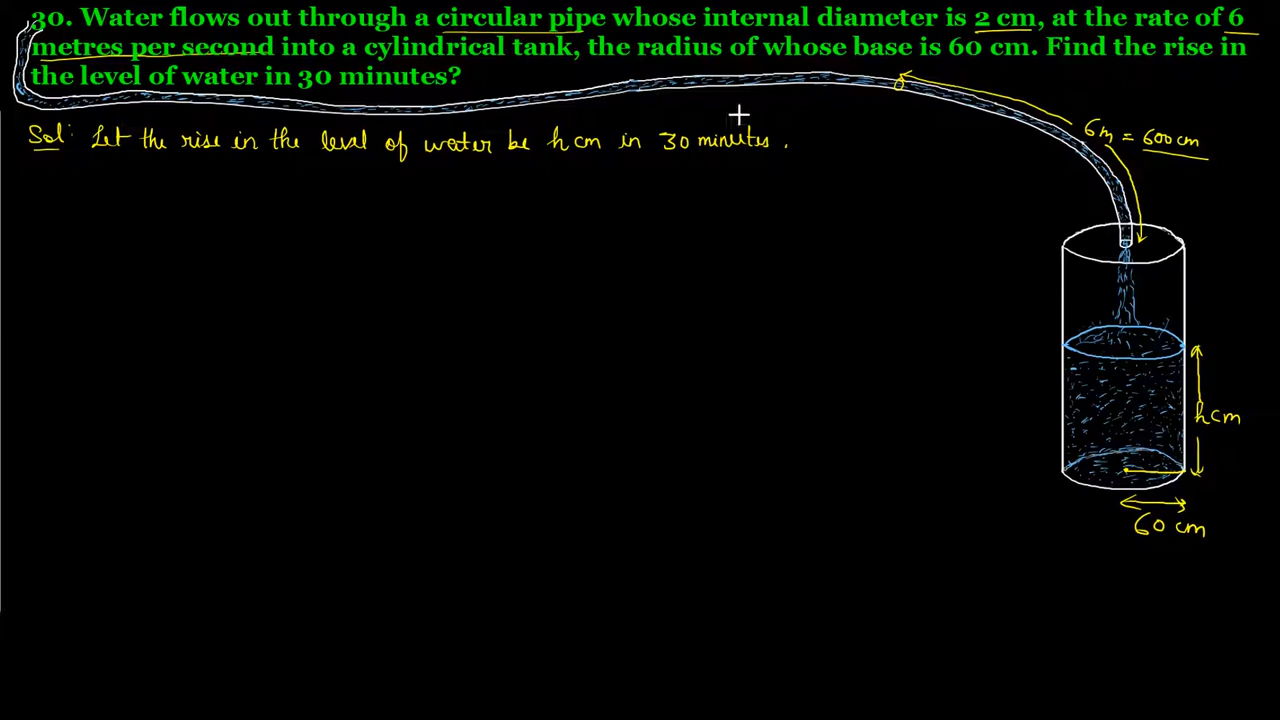 30. Water flows out through a circular pipe whose internal diameter is 2 cm, at the rate of 6
metres per second into a cylindrical tank, the radius of whose base is 60 cm. Find the rise in
the level of water in 30 minutes?
Sol: Let the rise in the level of water be h cm in 30 minutes.
6m = 600 cm
h cm
60 cm